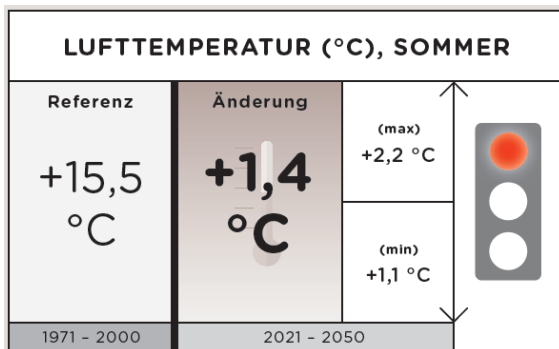 LUFTTEMPERATUR (°C), SOMMER
Referenz
+15,5
°C
1971 – 2000
Änderung
+1,4
°C
(max)
+2,2 °C
(min)
+1,1 °C
2021 – 2050